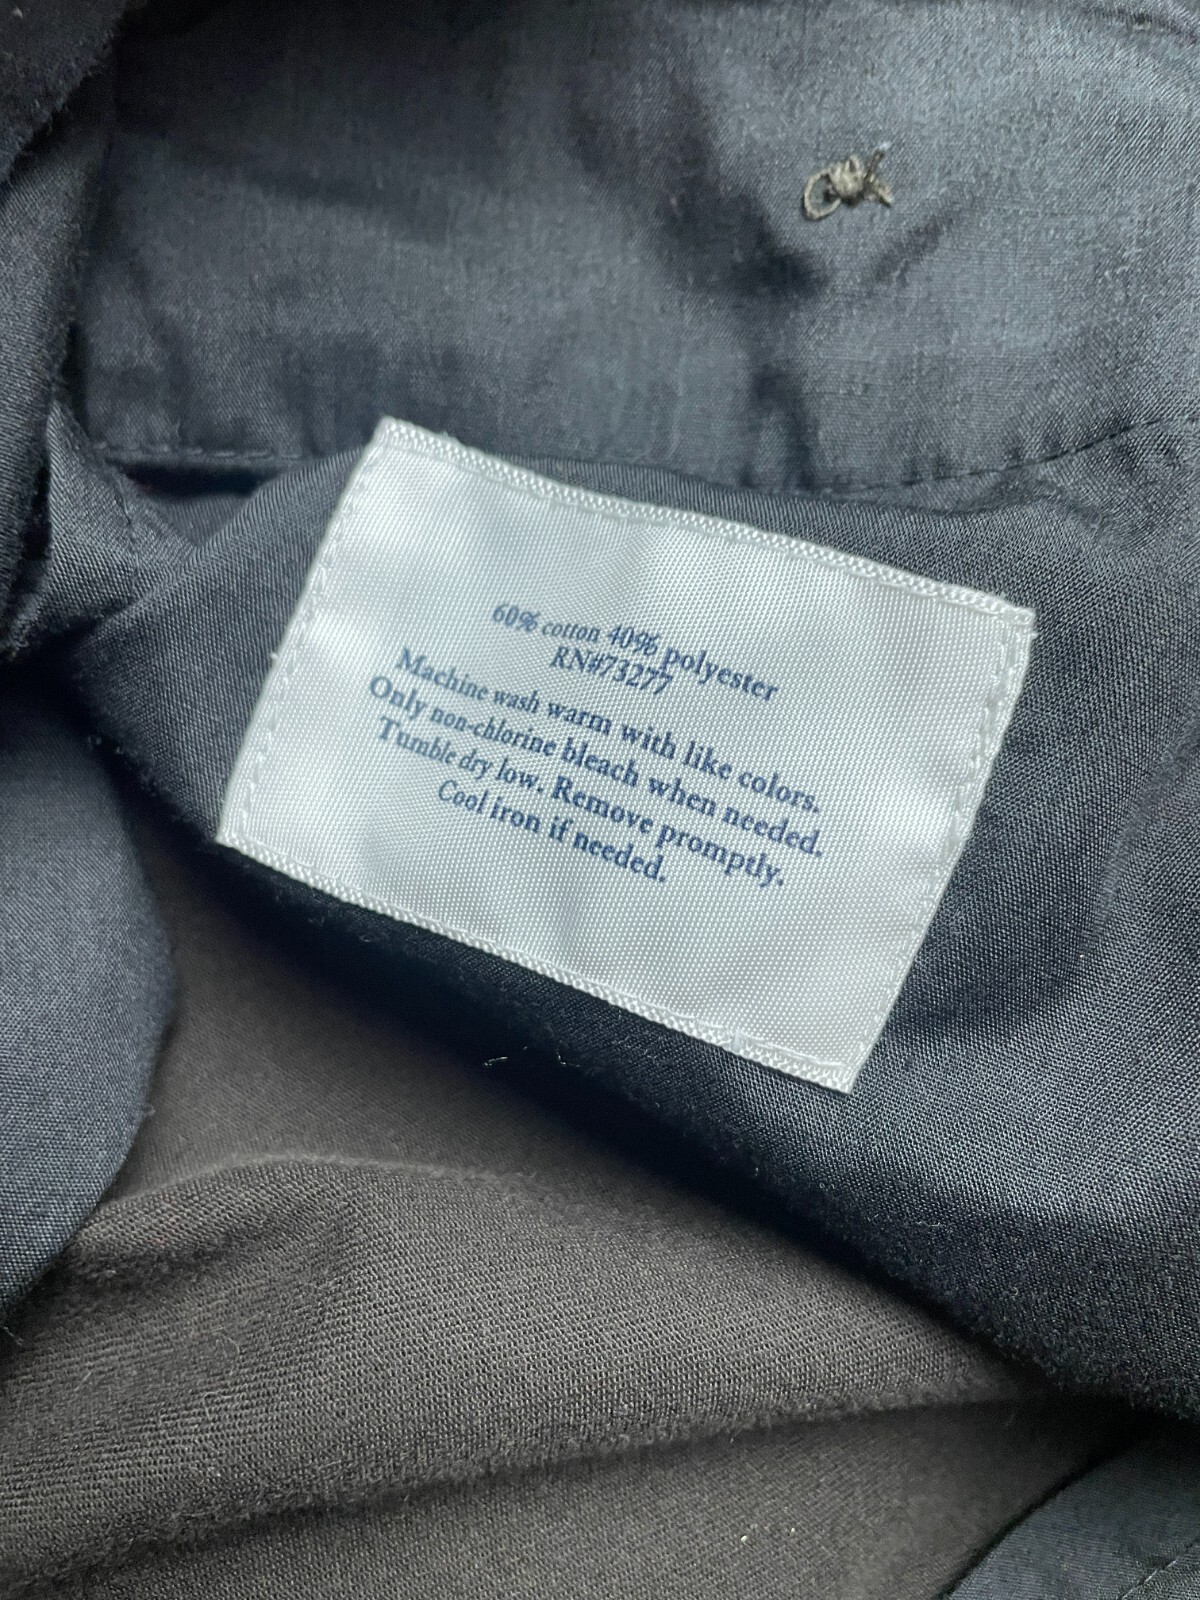 60% cotton 40% polyester
RN#73277
Machine wash warm with like colors.
Only non-chlorine bleach when needed.
Tumble dry low. Remove promptly.
Cool iron if needed.